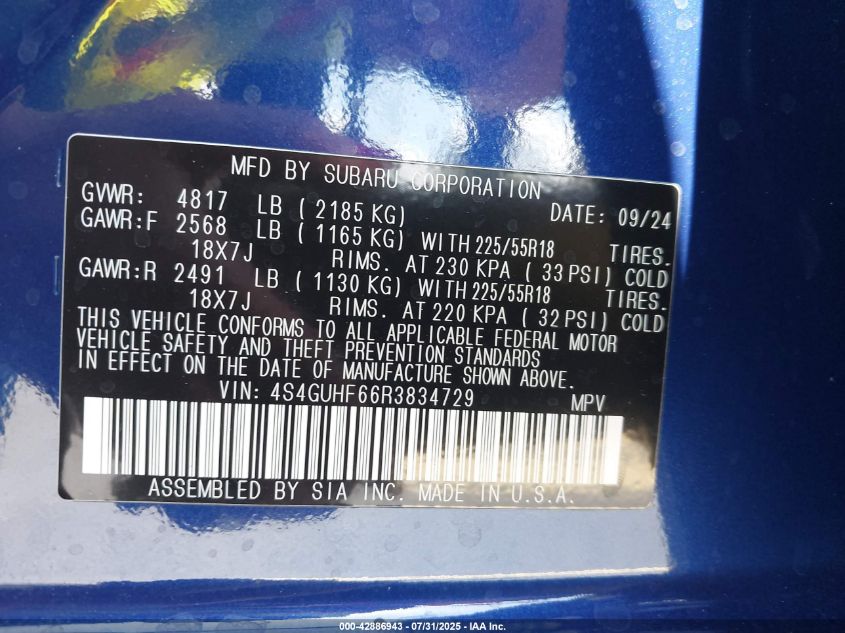 MFD BY SUBARU CORPORATION
GVWR: 4817 LB ( 2185 KG) DATE: 09/24
GAWR:F 2568 LB ( 1165 KG) WITH 225/55R18 TIRES.
18X7J RIMS. AT 230 KPA ( 33 PSI) COLD
GAWR:R 2491 LB ( 1130 KG) WITH 225/55R18 TIRES.
18X7J RIMS. AT 220 KPA ( 32 PSI) COLD
THIS VEHICLE CONFORMS TO ALL APPLICABLE FEDERAL MOTOR
VEHICLE SAFETY AND THEFT PREVENTION STANDARDS
IN EFFECT ON THE DATE OF MANUFACTURE SHOWN ABOVE.
VIN: 4S4GUHF66R3834729 MPV
ASSEMBLED BY SIA INC. MADE IN U.S.A.
000-42886943 - 07/31/2025 - IAA Inc.